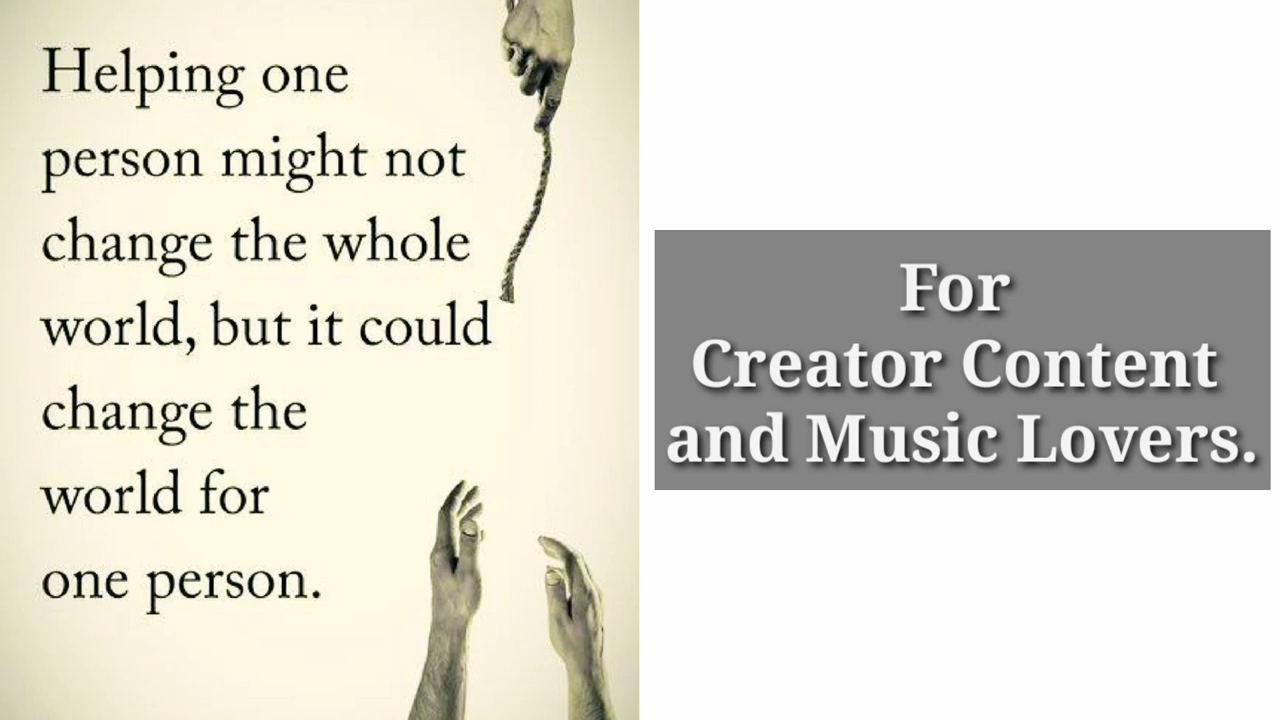 Helping one
person might not
change the whole
world, but it could
change the
world for
one person.
For
Creator Content
and Music Lovers.